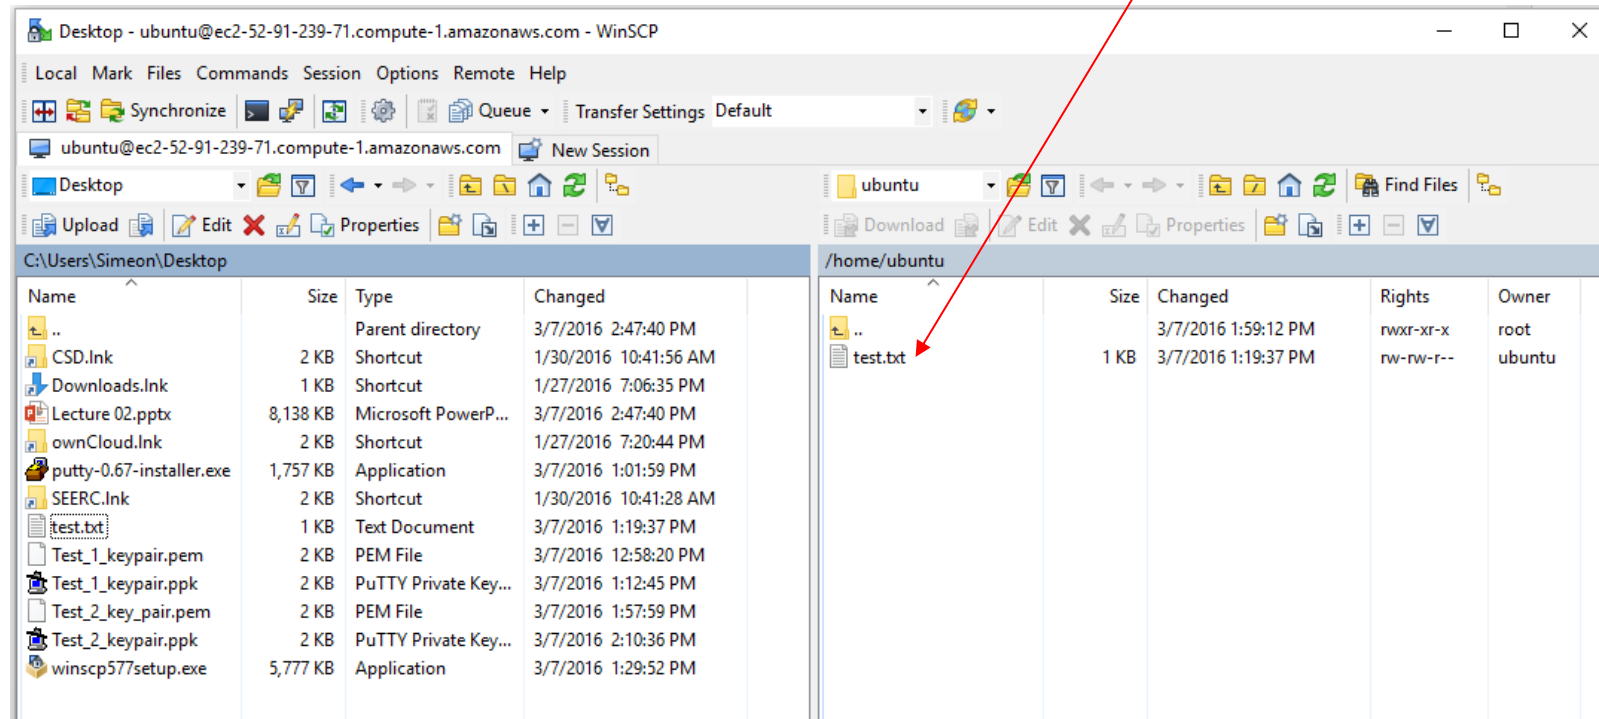 Desktop - ubuntu@ec2-52-91-239-71.compute-1.amazonaws.com - WinSCP
Local Mark Files Commands Session Options Remote Help
Synchronize Queue Transfer Settings Default
ubuntu@ec2-52-91-239-71.compute-1.amazonaws.com New Session
Desktop ubuntu Find Files
Upload Edit Properties Download Edit Properties
C:\Users\Simeon\Desktop /home/ubuntu
Name Size Type Changed Name Size Changed Rights Owner
.. Parent directory 3/7/2016 2:47:40 PM .. 3/7/2016 1:59:12 PM rwxr-xr-x root
CSD.lnk 2 KB Shortcut 1/30/2016 10:41:56 AM test.txt 1 KB 3/7/2016 1:19:37 PM rw-rw-r-- ubuntu
Downloads.lnk 1 KB Shortcut 1/27/2016 7:06:35 PM
Lecture 02.pptx 8,138 KB Microsoft PowerP... 3/7/2016 2:47:40 PM
ownCloud.lnk 2 KB Shortcut 1/27/2016 7:20:44 PM
putty-0.67-installer.exe 1,757 KB Application 3/7/2016 1:01:59 PM
SEERC.lnk 2 KB Shortcut 1/30/2016 10:41:28 AM
test.txt 1 KB Text Document 3/7/2016 1:19:37 PM
Test_1_keypair.pem 2 KB PEM File 3/7/2016 12:58:20 PM
Test_1_keypair.ppk 2 KB PuTTY Private Key... 3/7/2016 1:12:45 PM
Test_2_key_pair.pem 2 KB PEM File 3/7/2016 1:57:59 PM
Test_2_keypair.ppk 2 KB PuTTY Private Key... 3/7/2016 2:10:36 PM
winscp577setup.exe 5,777 KB Application 3/7/2016 1:29:52 PM